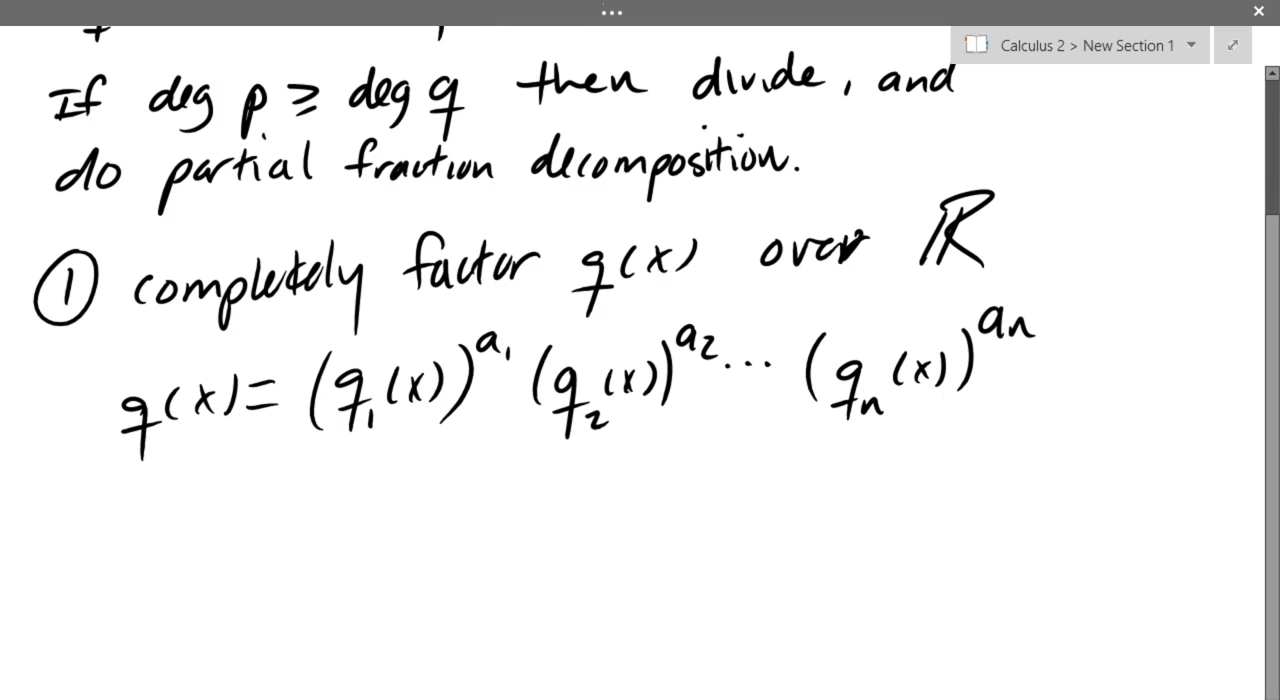 Calculus 2 > New Section 1
If deg p ≥ deg q then divide, and
do partial fraction decomposition.
① completely factor q(x) over ℝ
q(x) = (q₁(x))^a₁ (q₂(x))^a₂ ... (qₙ(x))^aₙ